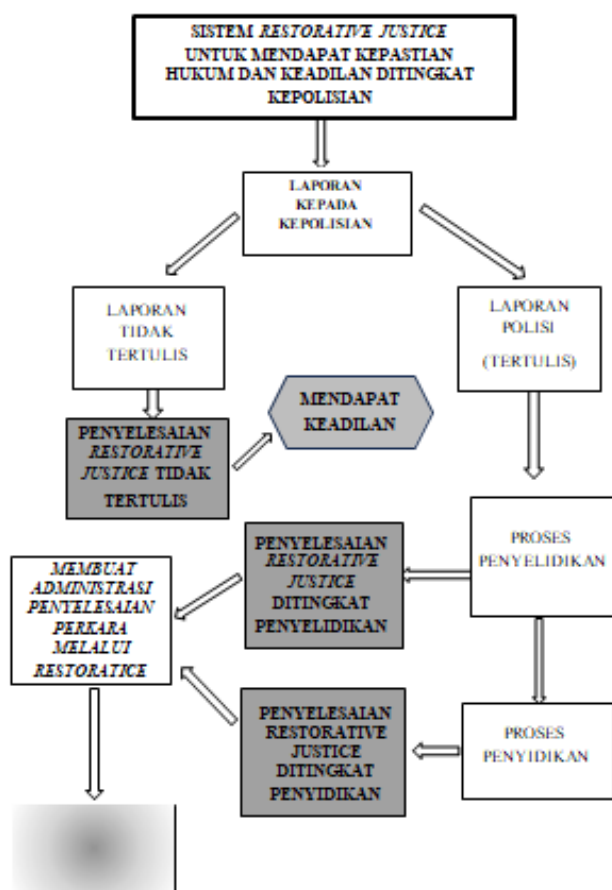 SISTEM RESTORATIVE JUSTICE
UNTUK MENDAPAT KEPASTIAN
HUKUM DAN KEADILAN DITINGKAT
KEPOLISIAN
LAPORAN
KEPADA
KEPOLISIAN
LAPORAN
TIDAK
TERTULIS
LAPORAN
POLISI
(TERTULIS)
PENYELESAIAN
RESTORATIVE
JUSTICE TIDAK
TERTULIS
MENDAPAT
KEADILAN
PROSES
PENYELIDIKAN
PENYELESAIAN
RESTORATIVE
JUSTICE
DITINGKAT
PENYELIDIKAN
MEMBUAT
ADMINISTRASI
PENYELESAIAN
PERKARA
MELALUI
RESTORATICE
PENYELESAIAN
RESTORATIVE
JUSTICE
DITINGKAT
PENYIDIKAN
PROSES
PENYIDIKAN